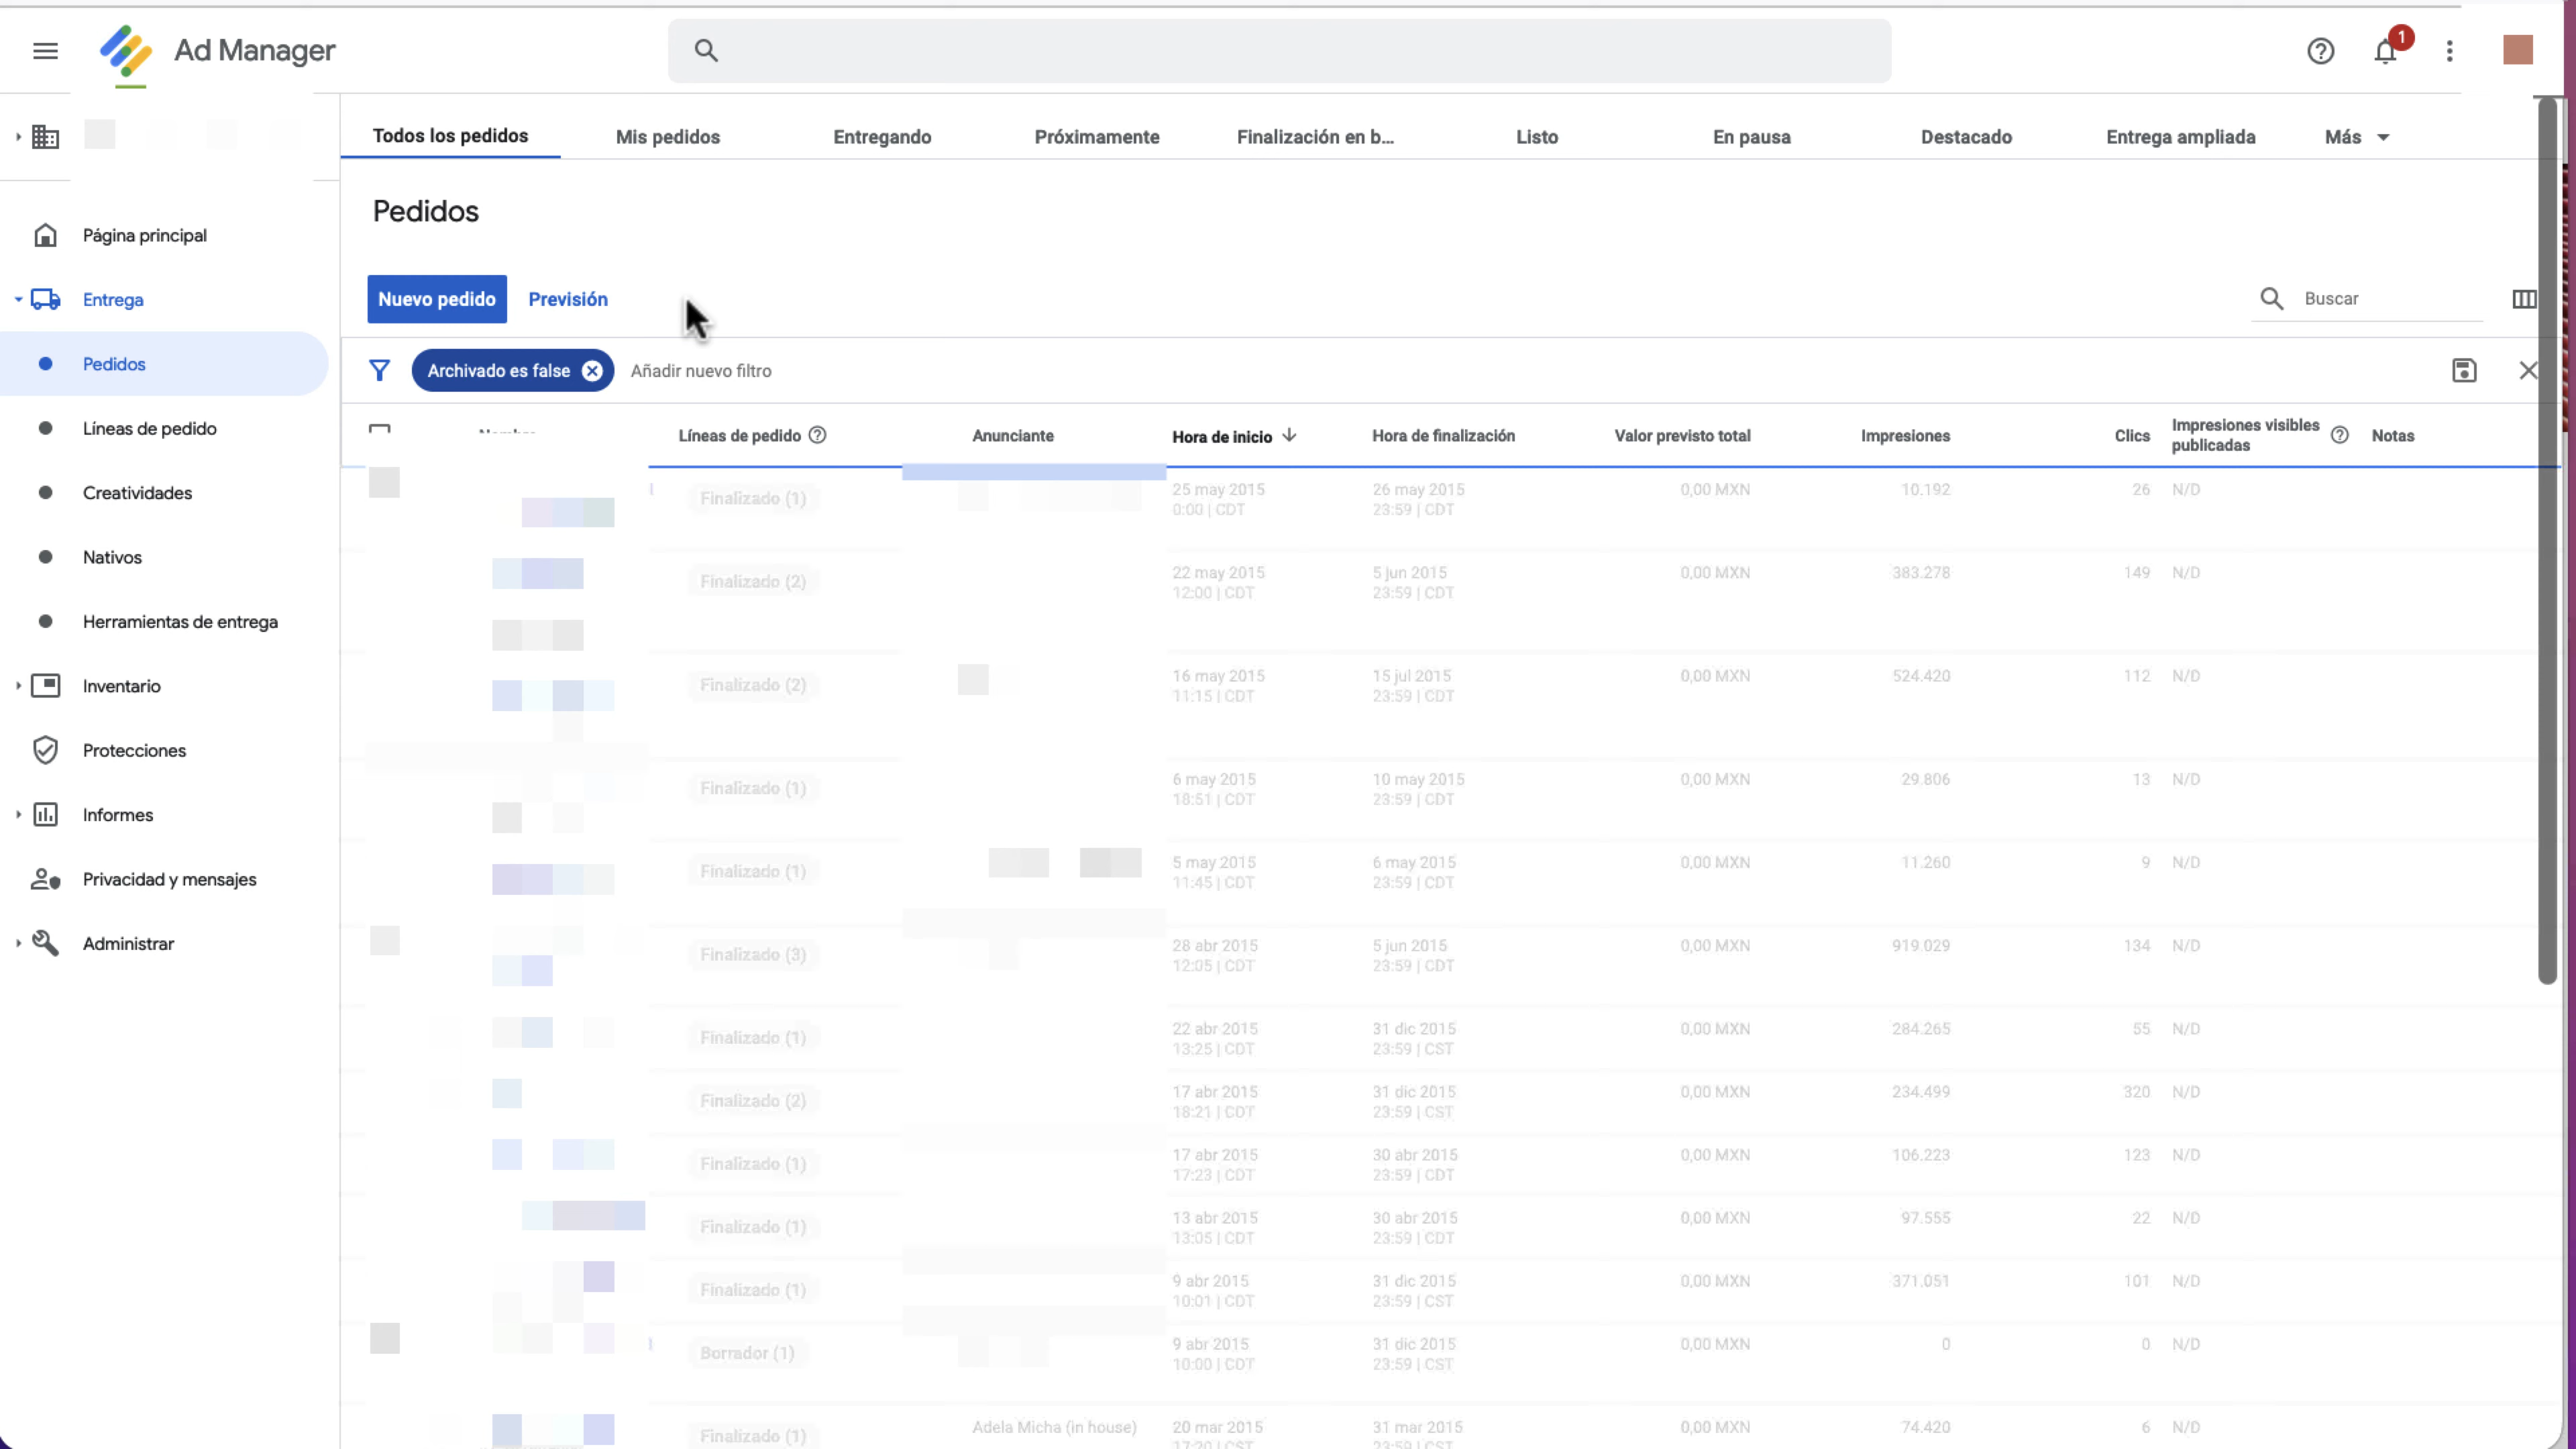 Ad Manager
1
Todos los pedidos
Mis pedidos
Entregando
Próximamente
Finalización en b...
Listo
En pausa
Destacado
Entrega ampliada
Más
Página principal
Entrega
Pedidos
Líneas de pedido
Creatividades
Nativos
Herramientas de entrega
Inventario
Protecciones
Informes
Privacidad y mensajes
Administrar
Pedidos
Nuevo pedido
Previsión
Buscar
Archivado es false
Añadir nuevo filtro
Líneas de pedido
Anunciante
Hora de inicio
Hora de finalización
Valor previsto total
Impresiones
Clics
Impresiones visibles
publicadas
Notas
Finalizado (1) 25 may 2015 26 may 2015 0,00 MXN 10.192 26 N/D
0:00 | CDT 23:59 | CDT
Finalizado (2) 22 may 2015 5 jun 2015 0,00 MXN 383.278 149 N/D
12:00 | CDT 23:59 | CDT
Finalizado (2) 16 may 2015 15 jul 2015 0,00 MXN 524.420 112 N/D
11:15 | CDT 23:59 | CDT
Finalizado (1) 6 may 2015 10 may 2015 0,00 MXN 29.806 13 N/D
18:51 | CDT 23:59 | CDT
Finalizado (1) 5 may 2015 6 may 2015 0,00 MXN 11.260 9 N/D
11:45 | CDT 23:59 | CDT
Finalizado (3) 28 abr 2015 5 jun 2015 0,00 MXN 919.029 134 N/D
12:05 | CDT 23:59 | CDT
Finalizado (1) 22 abr 2015 31 dic 2015 0,00 MXN 284.265 55 N/D
13:25 | CDT 23:59 | CST
Finalizado (2) 17 abr 2015 31 dic 2015 0,00 MXN 234.499 320 N/D
18:21 | CDT 23:59 | CST
Finalizado (1) 17 abr 2015 30 abr 2015 0,00 MXN 106.223 123 N/D
17:23 | CDT 23:59 | CDT
Finalizado (1) 13 abr 2015 30 abr 2015 0,00 MXN 97.555 22 N/D
13:05 | CDT 23:59 | CDT
Finalizado (1) 9 abr 2015 31 dic 2015 0,00 MXN 371.051 101 N/D
10:01 | CDT 23:59 | CST
Borrador (1) 9 abr 2015 31 dic 2015 0,00 MXN 0 0 N/D
10:00 | CDT 23:59 | CST
Finalizado (1) Adela Micha (in house) 20 mar 2015 31 mar 2015 0,00 MXN 74.420 6 N/D
17:20 | CST 23:59 | CST